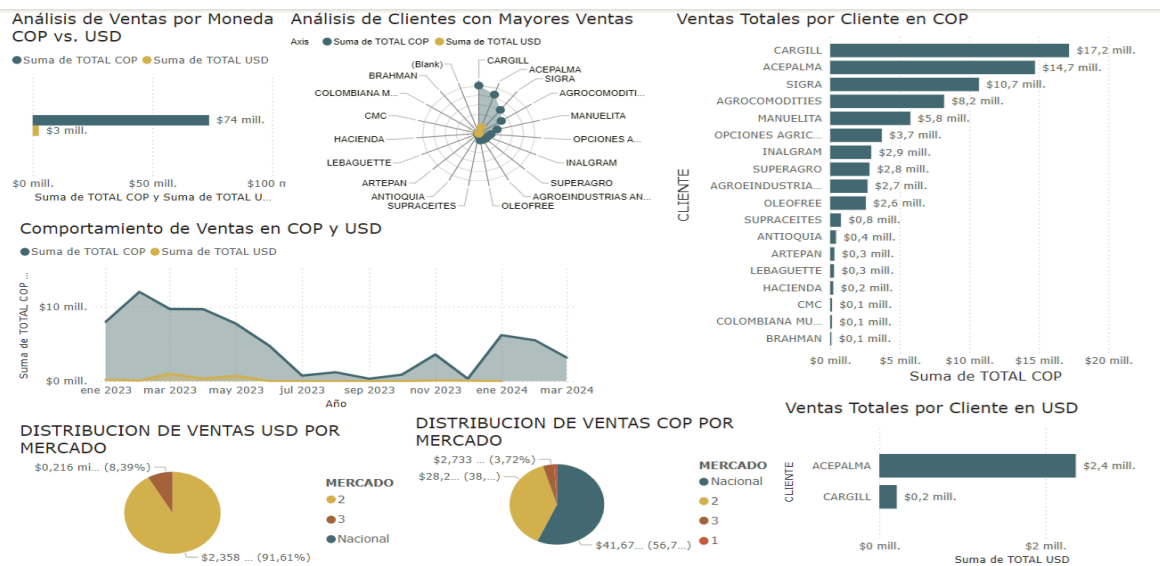 Análisis de Ventas por Moneda
COP vs. USD
Suma de TOTAL COP Suma de TOTAL USD
$74 mill.
$3 mill.
$0 mill. $50 mill. $100 m
Suma de TOTAL COP y Suma de TOTAL U...
Análisis de Clientes con Mayores Ventas
Axis Suma de TOTAL COP Suma de TOTAL USD
CARGILL
ACEPALMA
SIGRA
AGROCOMODITI...
MANUELITA
OPCIONES A...
INALGRAM
SUPERAGRO
AGROEINDUSTRIAS AN...
OLEOFREE
SUPRACEITES
ANTIOQUIA
ARTEPAN
LEBAGUETTE
HACIENDA
CMC
COLOMBIANA M...
BRAHMAN
(Blank)
Ventas Totales por Cliente en COP
CLIENTE
CARGILL $17,2 mill.
ACEPALMA $14,7 mill.
SIGRA $10,7 mill.
AGROCOMODITIES $8,2 mill.
MANUELITA $5,8 mill.
OPCIONES AGRIC... $3,7 mill.
INALGRAM $2,9 mill.
SUPERAGRO $2,8 mill.
AGROEINDUSTRIA... $2,7 mill.
OLEOFREE $2,6 mill.
SUPRACEITES $0,8 mill.
ANTIOQUIA $0,4 mill.
ARTEPAN $0,3 mill.
LEBAGUETTE $0,3 mill.
HACIENDA $0,2 mill.
CMC $0,1 mill.
COLOMBIANA MU... $0,1 mill.
BRAHMAN $0,1 mill.
$0 mill. $5 mill. $10 mill. $15 mill. $20 mill.
Suma de TOTAL COP
Comportamiento de Ventas en COP y USD
Suma de TOTAL COP Suma de TOTAL USD
Suma de TOTAL COP ...
$10 mill.
$0 mill.
ene 2023 mar 2023 may 2023 jul 2023 sep 2023 nov 2023 ene 2024 mar 2024
Año
DISTRIBUCION DE VENTAS USD POR
MERCADO
$0,216 mi... (8,39%)
$2,358 ... (91,61%)
MERCADO
2
3
Nacional
DISTRIBUCION DE VENTAS COP POR
MERCADO
$2,733 ... (3,72%)
$28,2... (38,...)
$41,67... (56,7...)
MERCADO
Nacional
2
3
1
Ventas Totales por Cliente en USD
CLIENTE
ACEPALMA $2,4 mill.
CARGILL $0,2 mill.
$0 mill. $2 mill.
Suma de TOTAL USD